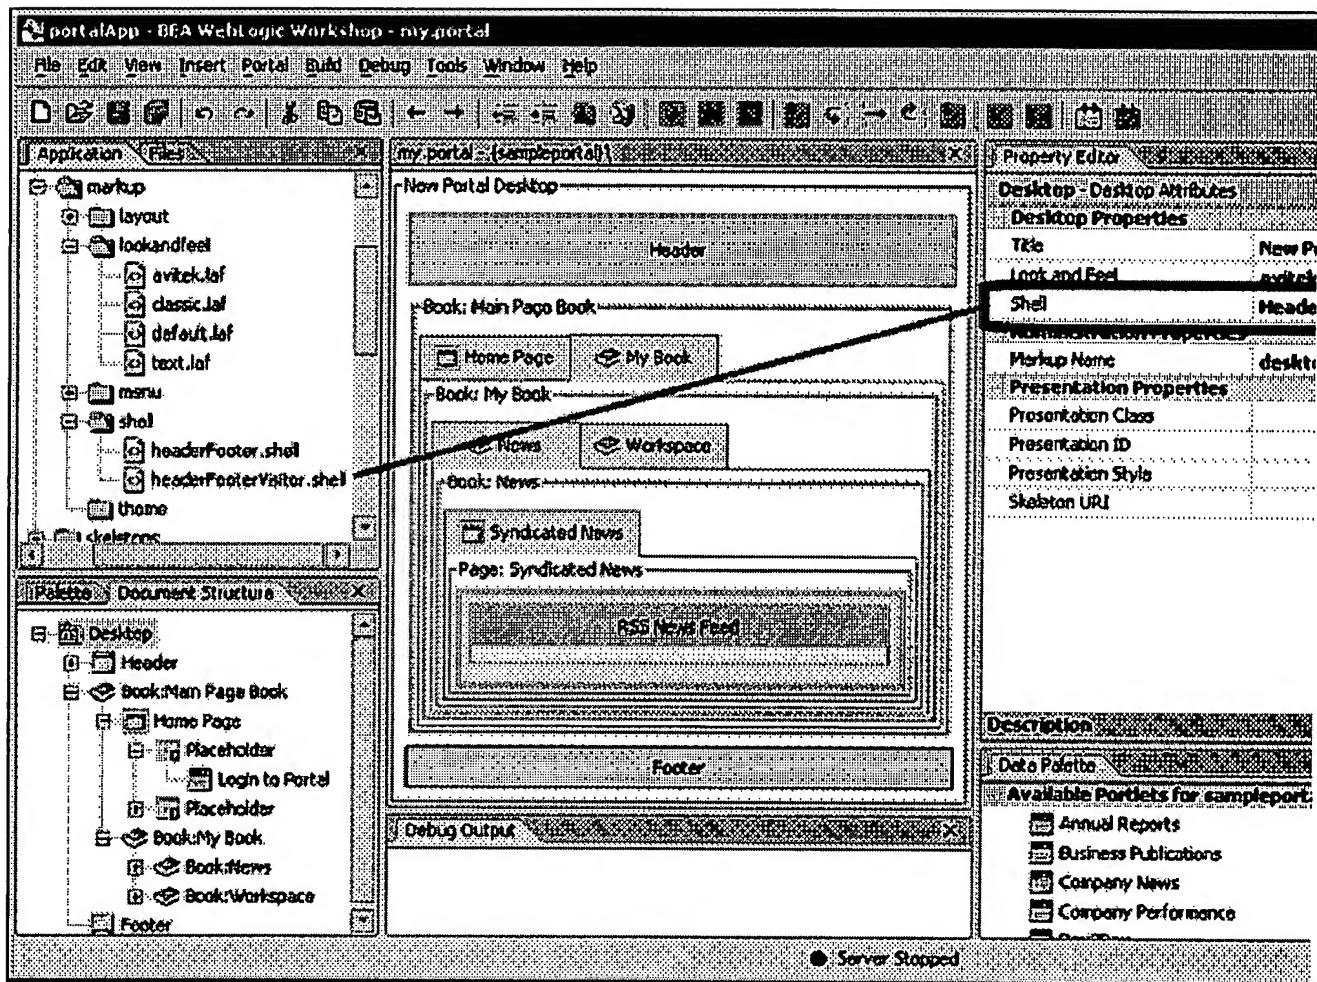 portalApp - BEA WebLogic Workshop - my.portal
File Edit View Insert Portal Build Debug Tools Window Help
Application Files
markup
layout
lookandfeel
avitek.laf
classic.laf
default.laf
text.laf
menu
shell
headerFooter.shell
headerFooterVisitor.shell
theme
skeletons
Palette Document Structure
Desktop
Header
Book:Main Page Book
Home Page
Placeholder
Login to Portal
Placeholder
Book:My Book
Book:News
Book:Workspace
Footer
my.portal - {sampleportal}\
New Portal Desktop
Header
Book: Main Page Book
Home Page My Book
Book: My Book
News Workspace
Book: News
Syndicated News
Page: Syndicated News
RSS News Feed
Footer
Debug Output
Property Editor
Desktop - Desktop Attributes
Desktop Properties
Title New P
Look and Feel avitek
Shell Heade
Administration Properties
Markup Name deskt
Presentation Properties
Presentation Class
Presentation ID
Presentation Style
Skeleton URI
Description
Data Palette
Available Portlets for sampleport
Annual Reports
Business Publications
Company News
Company Performance
Server Stopped